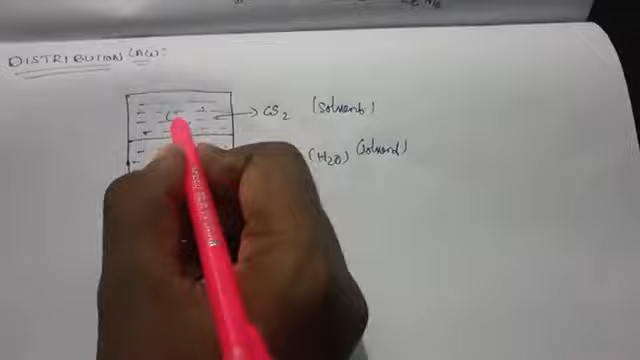 DISTRIBUTION LAW:
CS2 (Solvent)
(H2O) (Solvent)